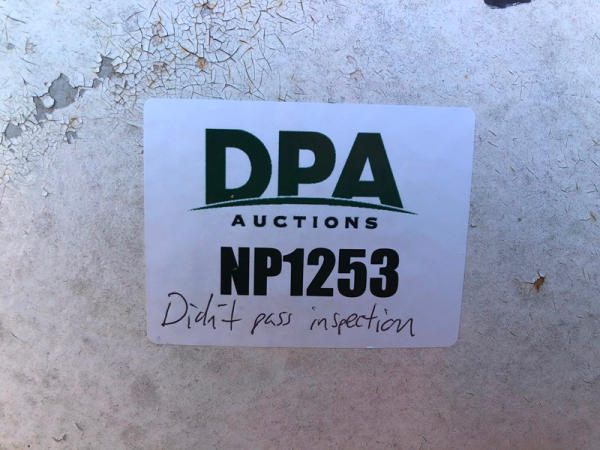 DPA
AUCTIONS
NP1253
Didn't pass inspection